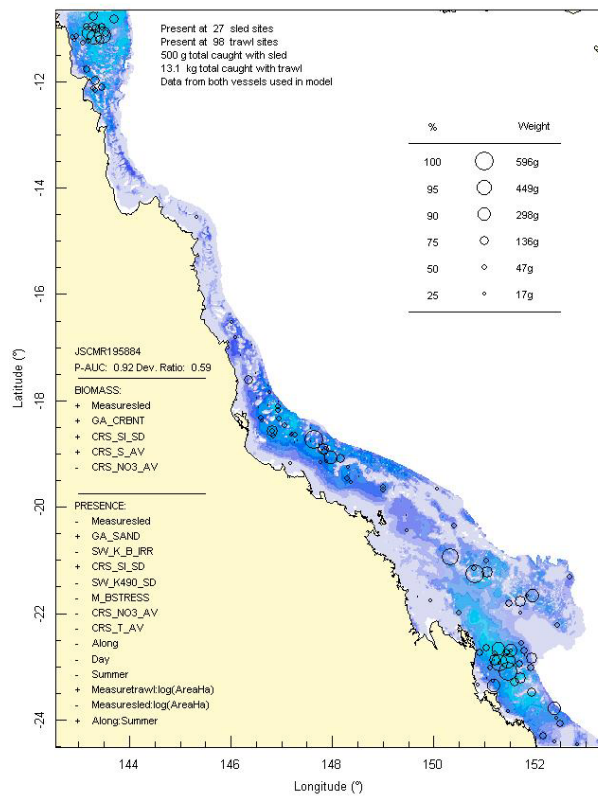 Present at 27 sled sites
Present at 98 trawl sites
500 g total caught with sled
13.1 kg total caught with trawl
Data from both vessels used in model
% Weight
100 596g
95 449g
90 298g
75 136g
50 47g
25 17g
JSCMR195884
P-AUC: 0.92 Dev. Ratio: 0.59
BIOMASS:
+ Measuresled
+ GA_CRBNT
+ CRS_SI_SD
+ CRS_S_AV
- CRS_NO3_AV
PRESENCE:
- Measuresled
+ GA_SAND
- SW_K_B_IRR
+ CRS_SI_SD
- SW_K490_SD
- M_BSTRESS
- CRS_NO3_AV
- CRS_T_AV
- Along
- Day
- Summer
+ Measuretrawl:log(AreaHa)
- Measuresled:log(AreaHa)
+ Along:Summer
Latitude (°)
-12
-14
-16
-18
-20
-22
-24
144 146 148 150 152
Longitude (°)